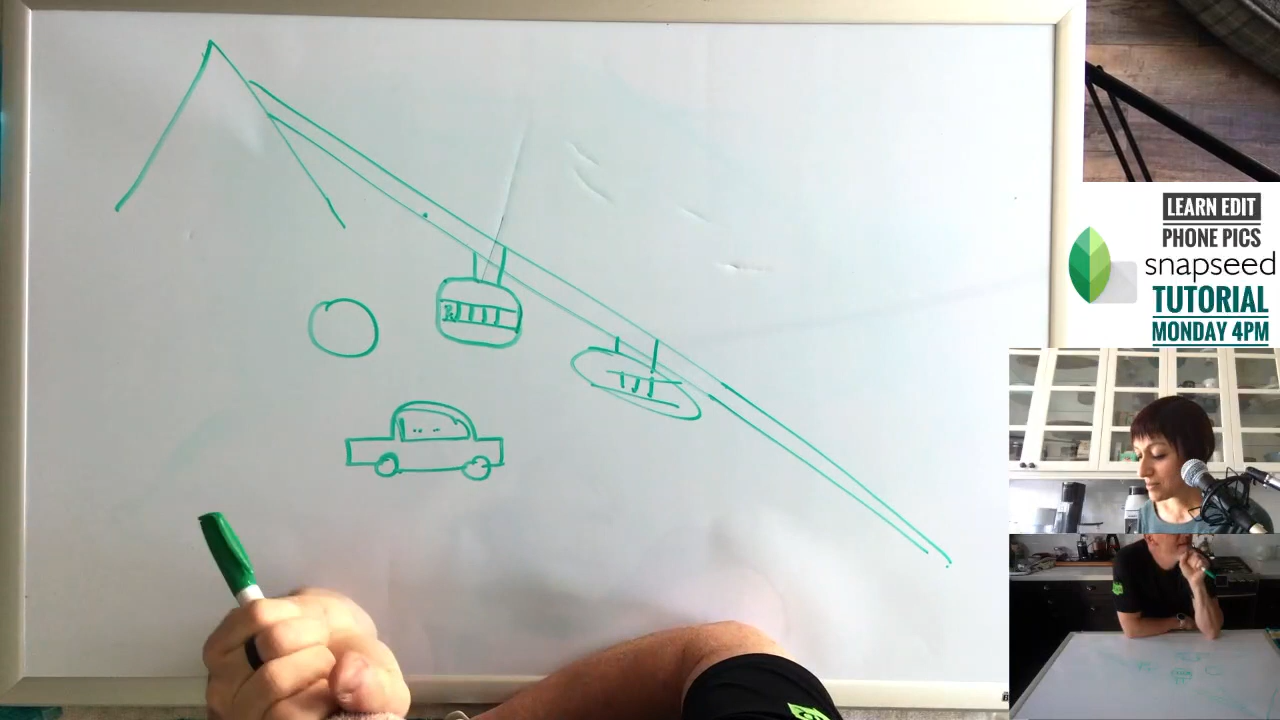 LEARN EDIT
PHONE PICS
snapseed
TUTORIAL
MONDAY 4PM